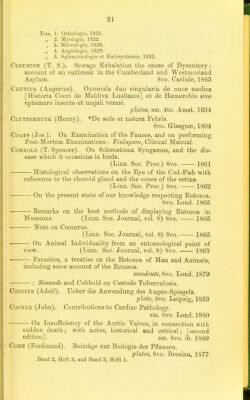 21
Tom. 1. Osteologie, 1831.
„ 2. Myologie, 1832.
„ 3. Névrologie, 1830.
„ 4. Angiologie, 1828.
„ 5. Splanchnologie et Embryotomie, 1831.
CLOUSTON (T. S.). Sewage Exhalation the cause of Dysentery:
account of an outbreak in the Cumberland and Westmorland
Asylum. 8vo. Carlisle, 1865
CLUTIUS (Augerius). Opuscula duo singularia de nuce medica
[Historia Cocci de Maldiva Lusitanis] et de Hemerobio sive
ephemero insecto et majali verme.
plates, sm. 4to. Amst. 1634
CLUTTERBUCK (Henry). *De sede et natura Febris.
8vo. Glasguæ, 1804
COATS (Jos.). On Examination of the Fauces, and on performing
Post-Mortem Examinations: Finlayson, Clinical Manual.
COBBOLD (T. Spencer). On Sclerostoma Syngamus, and the dis-
ease which it occasions in birds.
(Linn. Soc. Proc.) 8vo. —— 1861
—— Histological observations on the Eye of the Cod-Fish with
reference to the choroid gland and the cones of the retina.
(Linn. Soc. Proc.) 8vo. —— 1862
—— On the present state of our knowledge respecting Entozoa.
8vo. Lond. 1865
—— Remarks on the best methods of displaying Entozoa in
Museums. (Linn. Soc. Journal, vol. 8) 8vo. —— 1865
—— Note on Cœnurus.
(Linn. Soc. Journal, vol. 8) 8vo. —— 1865
—— On Animal Individuality from an entozoological point of
view. (Linn. Soc. Journal, vol. 8) 8vo. —— 1865
—— Parasites, a treatise on the Entozoa of Man and Animals,
including some account of the Ectozoa.
woodcuts, 8vo. Lond. 1879
—— : Simonds and Cobbold on Cestode Tuberculosis.
COCCIUS (Adolf). Ueber die Anwendung des Augen-Spiegels.
plate, 8vo. Leipzig, 1853
COCKLE (John). Contributions to Cardiac Pathology.
sm. 8vo. Lond. 1880
—— On Insufficiency of the Aortic Valves, in connection with
sudden death; with notes, historical and critical; [second
edition]. sm. 8vo. ib. 1880
COHN (Ferdinand). Beiträge zur Biologie der Pflanzen.
plates, 8vo. Breslau, 1877
Band 2, Heft 3, and Band 3, Heft 1.